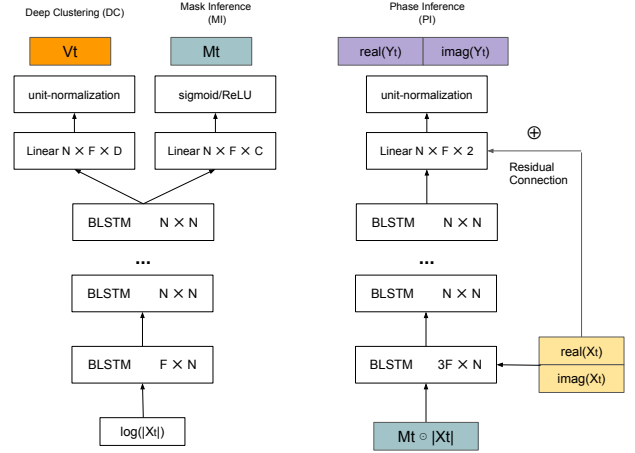 Deep Clustering (DC)
Mask Inference
(MI)
Vt
Mt
unit-normalization
sigmoid/ReLU
Linear N × F × D
Linear N × F × C
BLSTM N × N
...
BLSTM N × N
BLSTM F × N
log(|Xt|)
Phase Inference
(PI)
real(Yt) imag(Yt)
unit-normalization
Linear N × F × 2
⊕
Residual
Connection
BLSTM N × N
...
BLSTM N × N
BLSTM 3F × N
real(Xt)
imag(Xt)
Mt ⊙ |Xt|